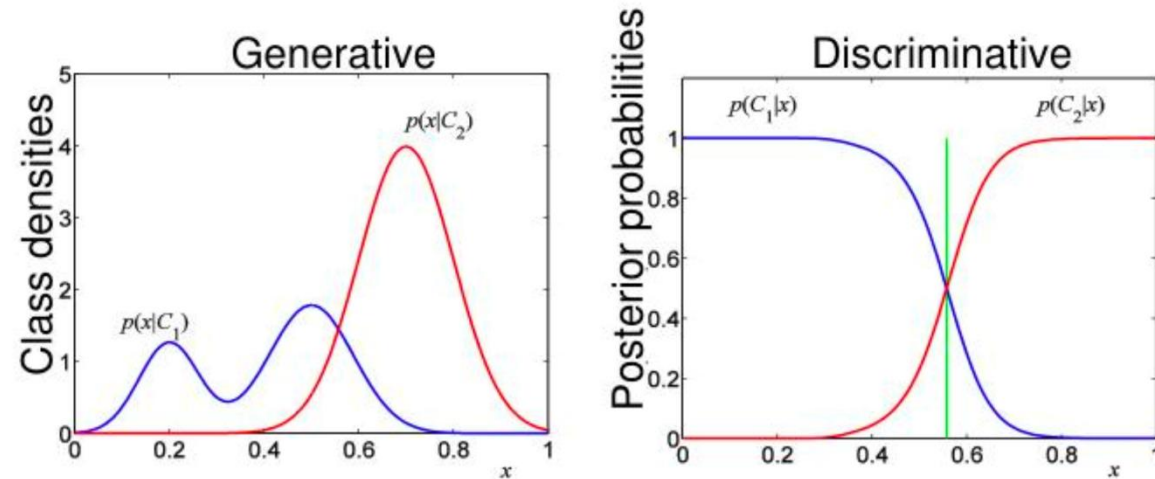 Generative
Class densities
5
4
3
2
1
0
p(x|C₁)
p(x|C₂)
0 0.2 0.4 0.6 0.8 1
x
Discriminative
Posterior probabilities
1
0.8
0.6
0.4
0.2
0
p(C₁|x)
p(C₂|x)
0 0.2 0.4 0.6 0.8 1
x